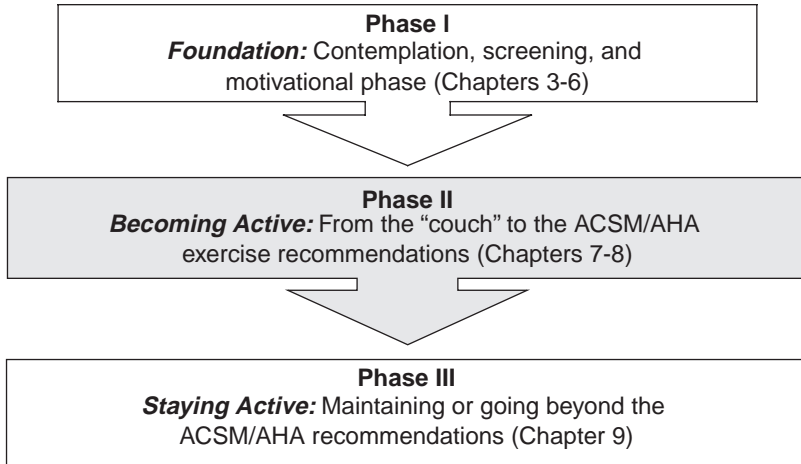 Phase I
Foundation: Contemplation, screening, and
motivational phase (Chapters 3-6)
Phase II
Becoming Active: From the “couch” to the ACSM/AHA
exercise recommendations (Chapters 7-8)
Phase III
Staying Active: Maintaining or going beyond the
ACSM/AHA recommendations (Chapter 9)